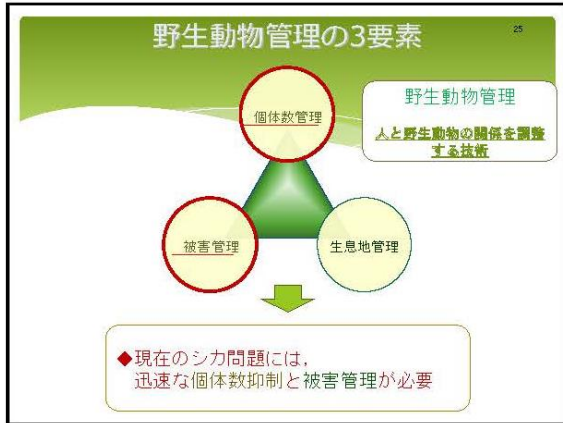 野生動物管理の3要素
25
個体数管理
野生動物管理
人と野生動物の関係を調整
する技術
被害管理
生息地管理
◆現在のシカ問題には,
迅速な個体数抑制と被害管理が必要